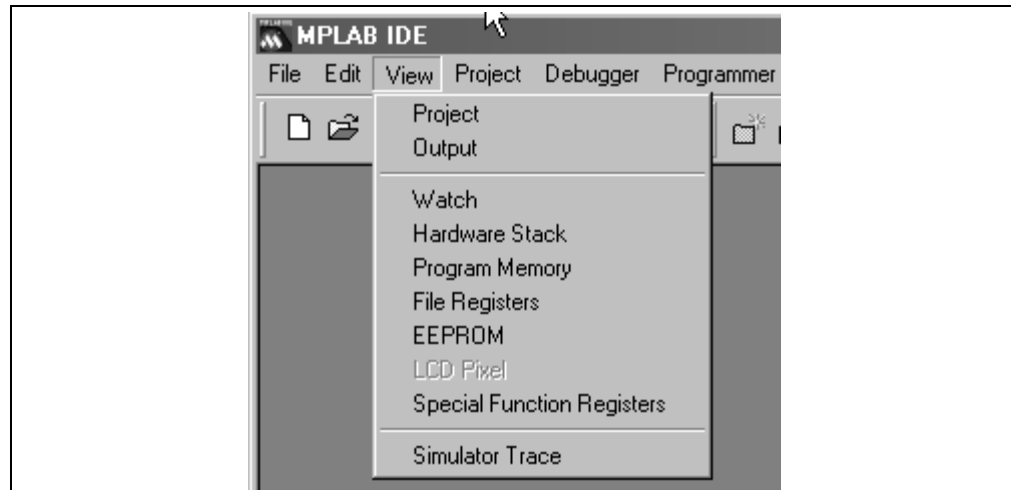 MPLAB IDE
File Edit View Project Debugger Programmer
Project
Output
Watch
Hardware Stack
Program Memory
File Registers
EEPROM
LCD Pixel
Special Function Registers
Simulator Trace